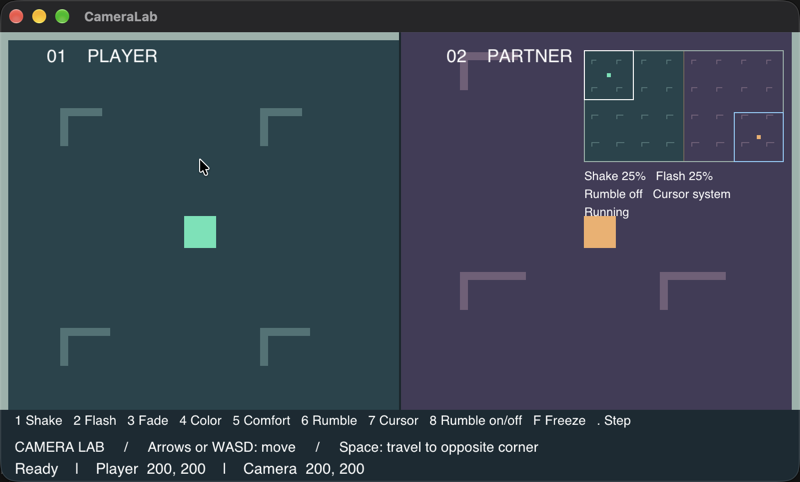 CameraLab
01 PLAYER
02 PARTNER
Shake 25% Flash 25%
Rumble off Cursor system
Running
1 Shake 2 Flash 3 Fade 4 Color 5 Comfort 6 Rumble 7 Cursor 8 Rumble on/off F Freeze . Step
CAMERA LAB / Arrows or WASD: move / Space: travel to opposite corner
Ready | Player 200, 200 | Camera 200, 200